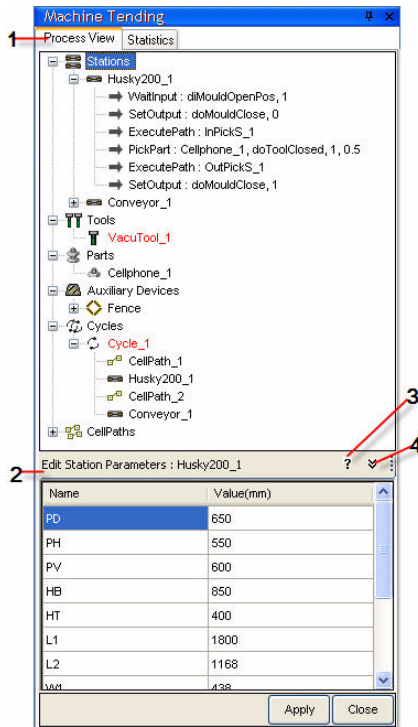 Machine Tending
1
Process View
Statistics
Stations
Husky200_1
WaitInput : diMouldOpenPos, 1
SetOutput : doMouldClose, 0
ExecutePath : InPickS_1
PickPart : Cellphone_1, doToolClosed, 1, 0.5
ExecutePath : OutPickS_1
SetOutput : doMouldClose, 1
Conveyor_1
Tools
VacuTool_1
Parts
Cellphone_1
Auxiliary Devices
Fence
Cycles
Cycle_1
CellPath_1
Husky200_1
CellPath_2
Conveyor_1
CellPaths
3
4
2
Edit Station Parameters : Husky200_1 ?
Name Value(mm)
PD 650
PH 550
PV 600
HB 850
HT 400
L1 1800
L2 1168
W1 438
Apply Close